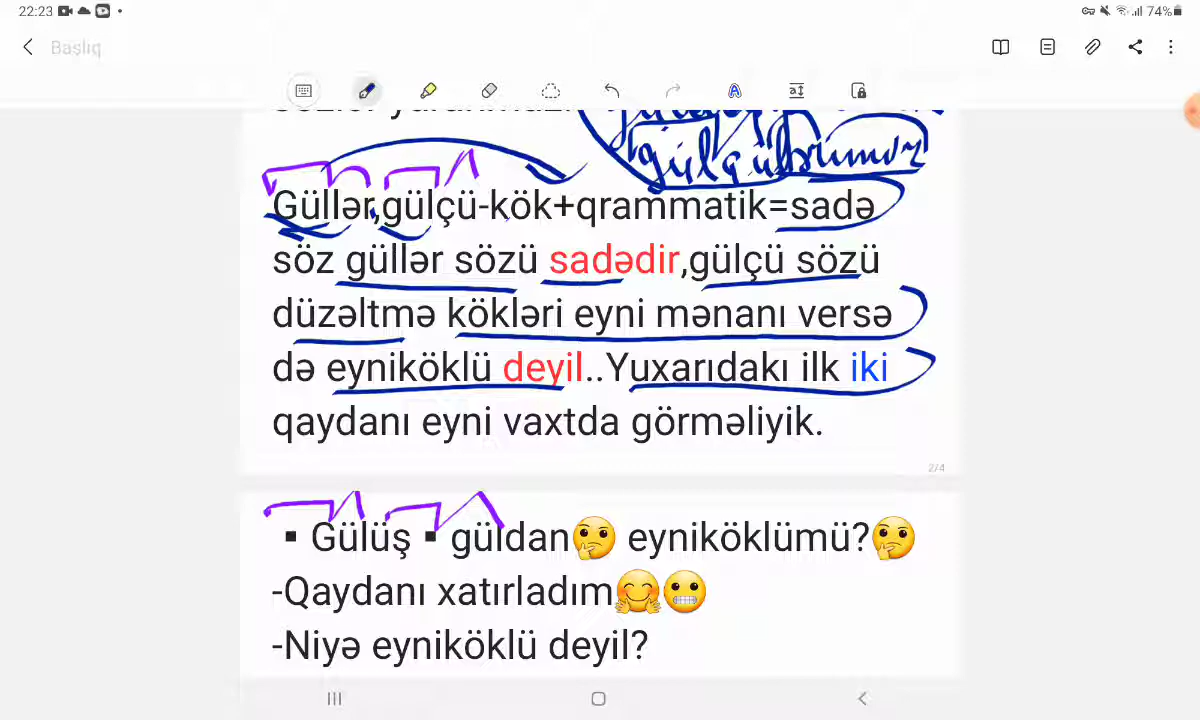 22:23
74%
Başlıq
gülqurumuz
Güllər,gülçü-kök+qrammatik=sadə
söz güllər sözü sadədir,gülçü sözü
düzəltmə kökləri eyni mənanı versə
də eyniköklü deyil..Yuxarıdakı ilk iki
qaydanı eyni vaxtda görməliyik.
2/4
▪ Gülüş ▪ güldan🤔 eyniköklümü?🤔
-Qaydanı xatırladım🤗😬
-Niyə eyniköklü deyil?